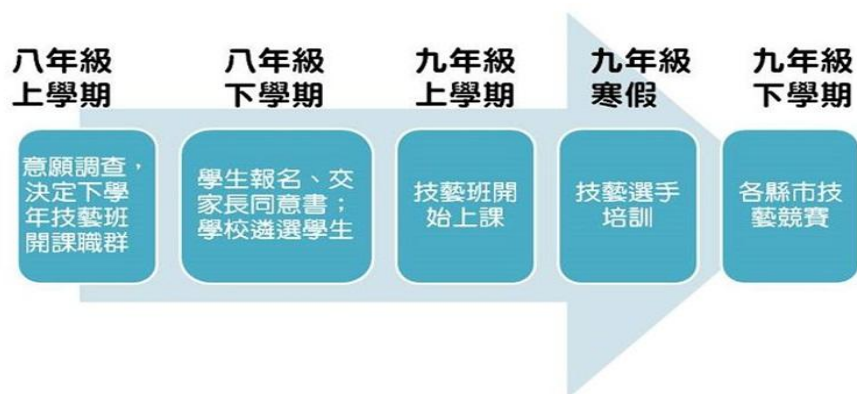 八年級
上學期
八年級
下學期
九年級
上學期
九年級
寒假
九年級
下學期
意願調查，
決定下學
年技藝班
開課職群
學生報名、交
家長同意書；
學校遴選學生
技藝班開
始上課
技藝選手
培訓
各縣市技
藝競賽